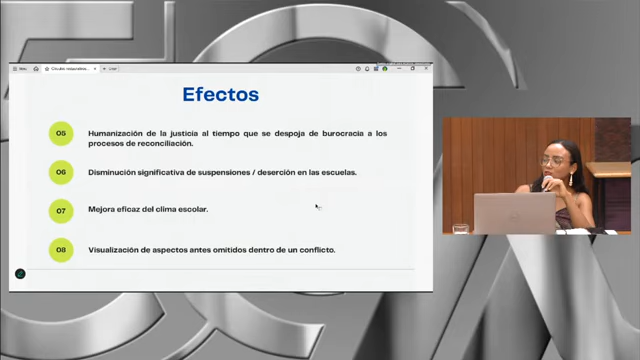 Efectos
05
Humanización de la justicia al tiempo que se despoja de burocracia a los
procesos de reconciliación.
06
Disminución significativa de suspensiones / deserción en las escuelas.
07
Mejora eficaz del clima escolar.
08
Visualización de aspectos antes omitidos dentro de un conflicto.